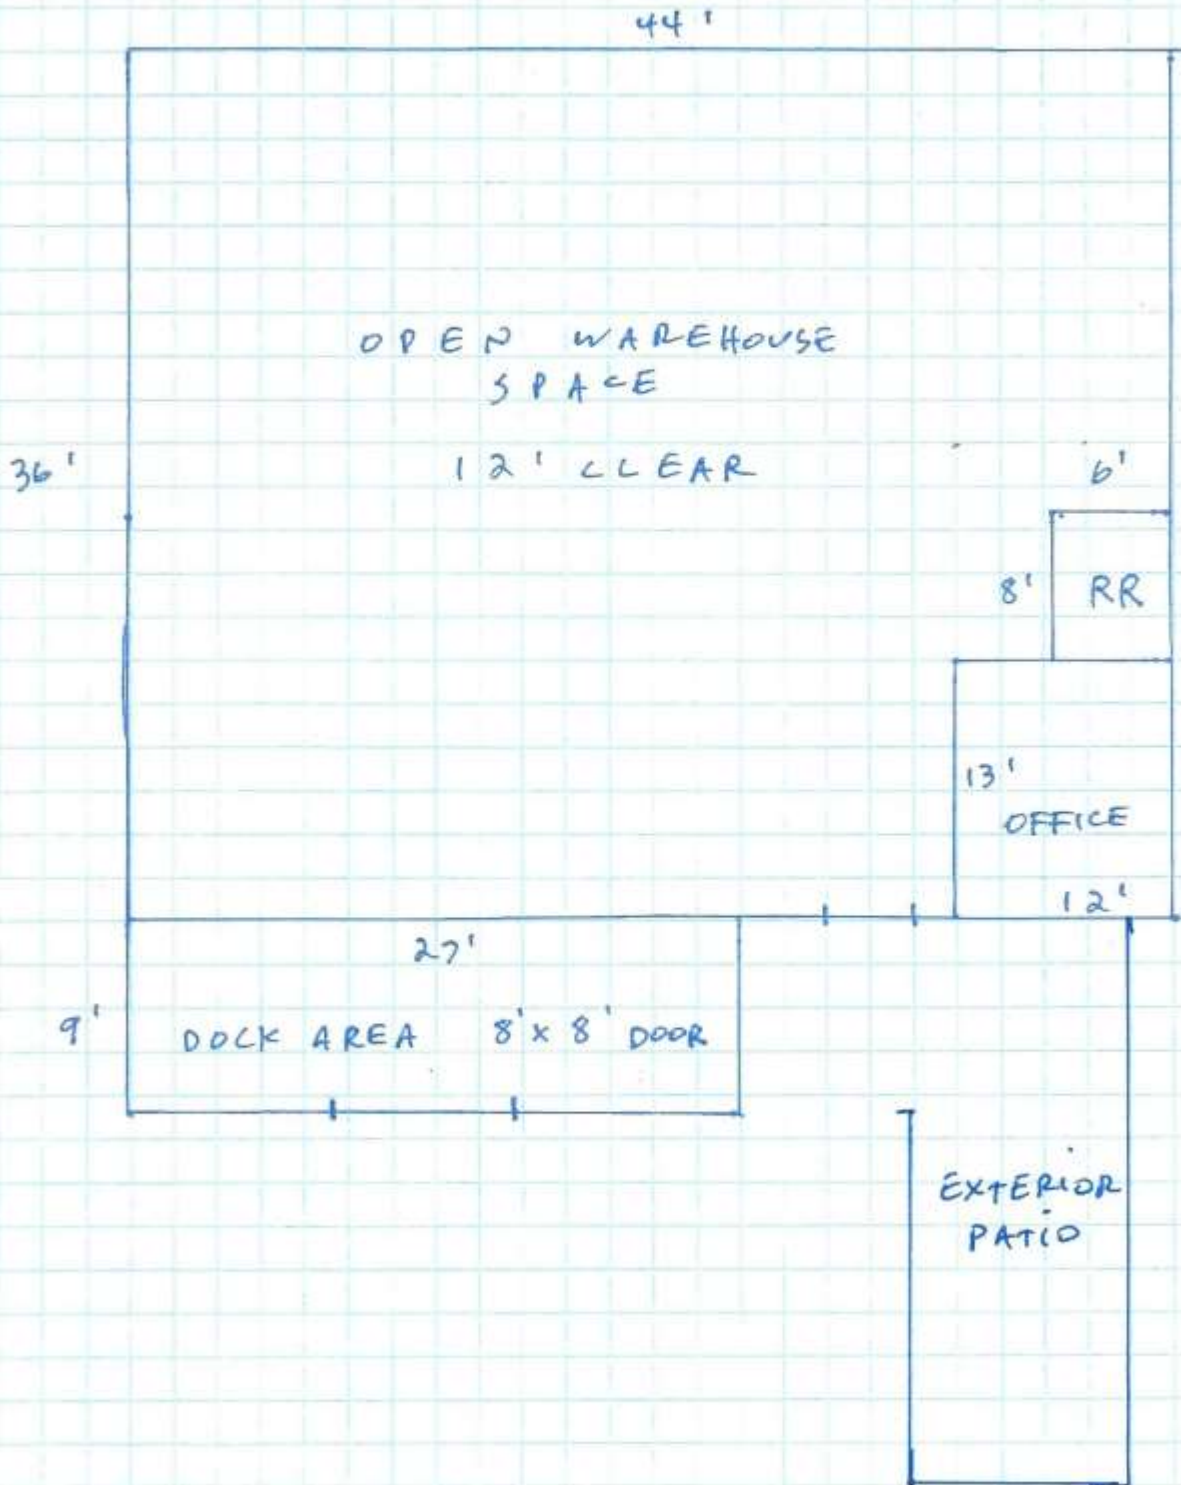 44'
OPEN WAREHOUSE
SPACE
36'
12' CLEAR
6'
8'
RR
13'
OFFICE
12'
27'
9'
DOCK AREA 8'x 8' DOOR
EXTERIOR
PATIO